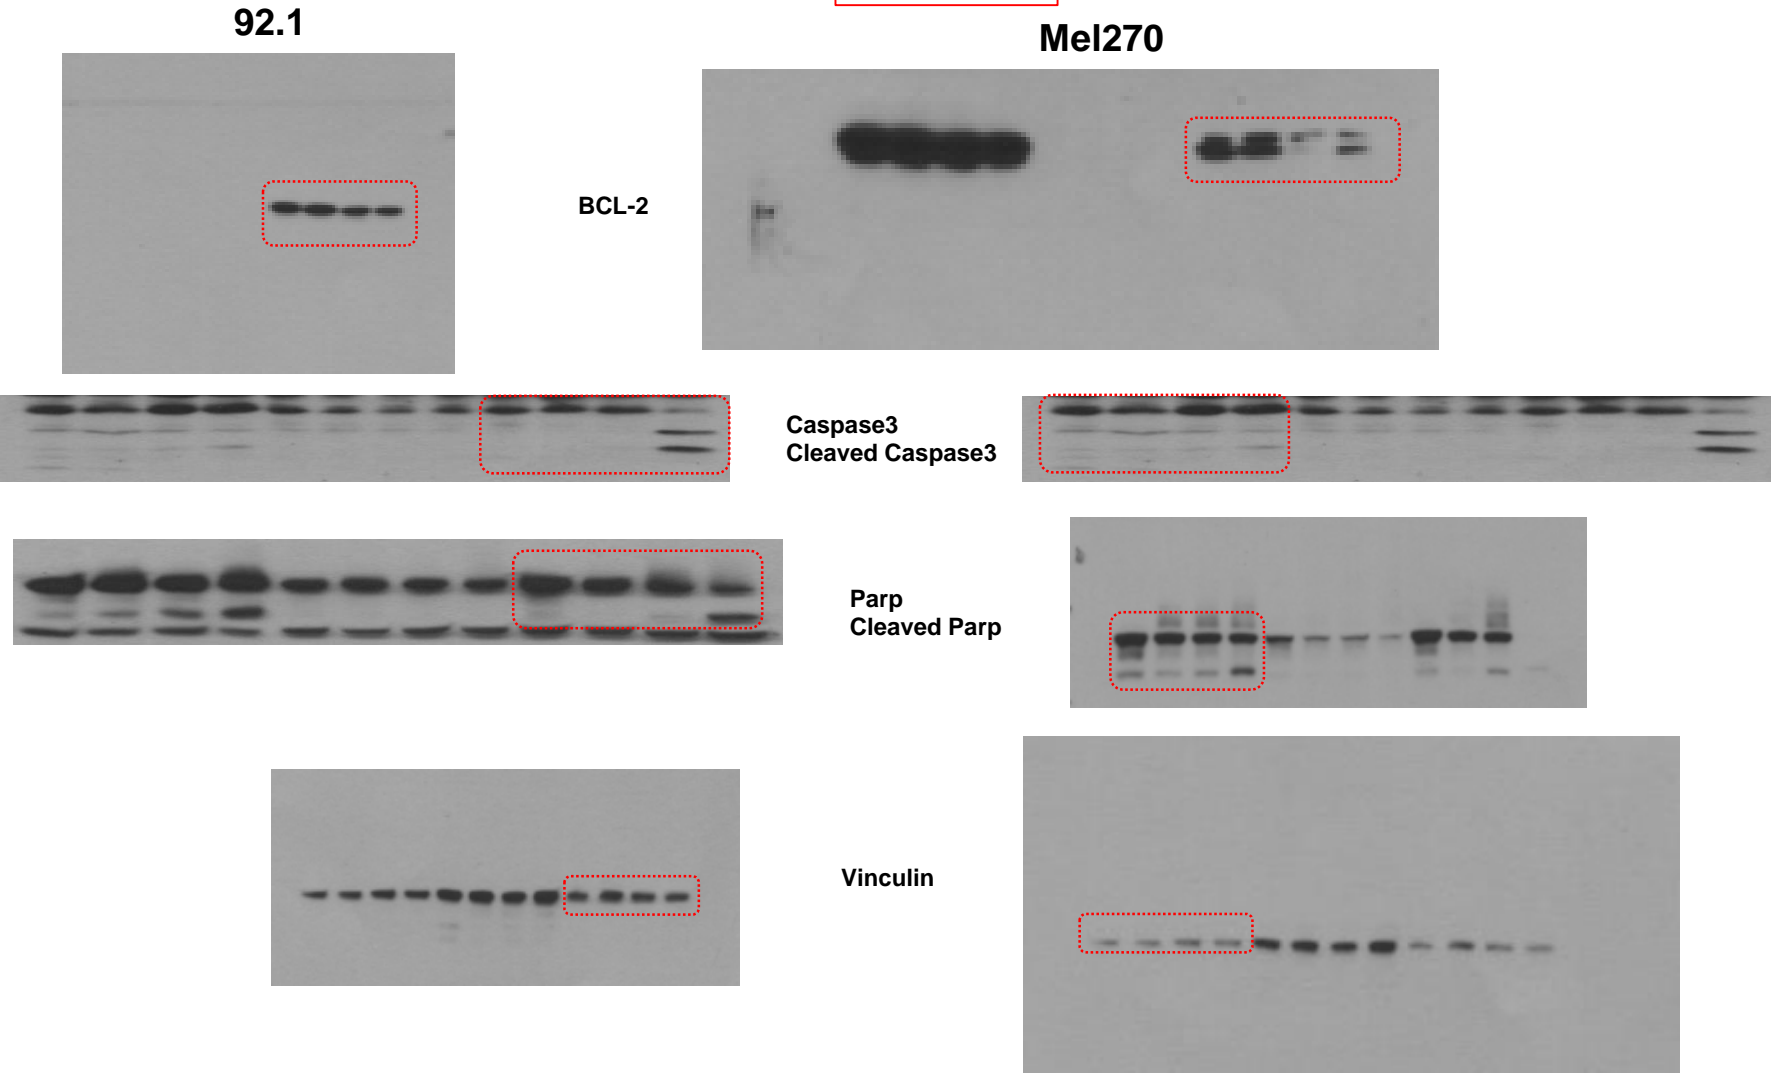 92.1
Mel270
BCL-2
Caspase3
Cleaved Caspase3
Parp
Cleaved Parp
Vinculin